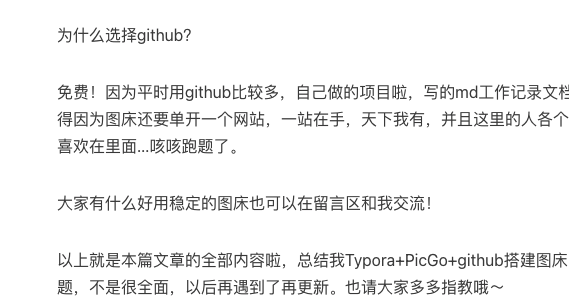 为什么选择github？
免费！因为平时用github比较多，自己做的项目啦，写的md工作记录文档
得因为图床还要单开一个网站，一站在手，天下我有，并且这里的人各个
喜欢在里面...咳咳跑题了。
大家有什么好用稳定的图床也可以在留言区和我交流！
以上就是本篇文章的全部内容啦，总结我Typora+PicGo+github搭建图床
题，不是很全面，以后再遇到了再更新。也请大家多多指教哦～